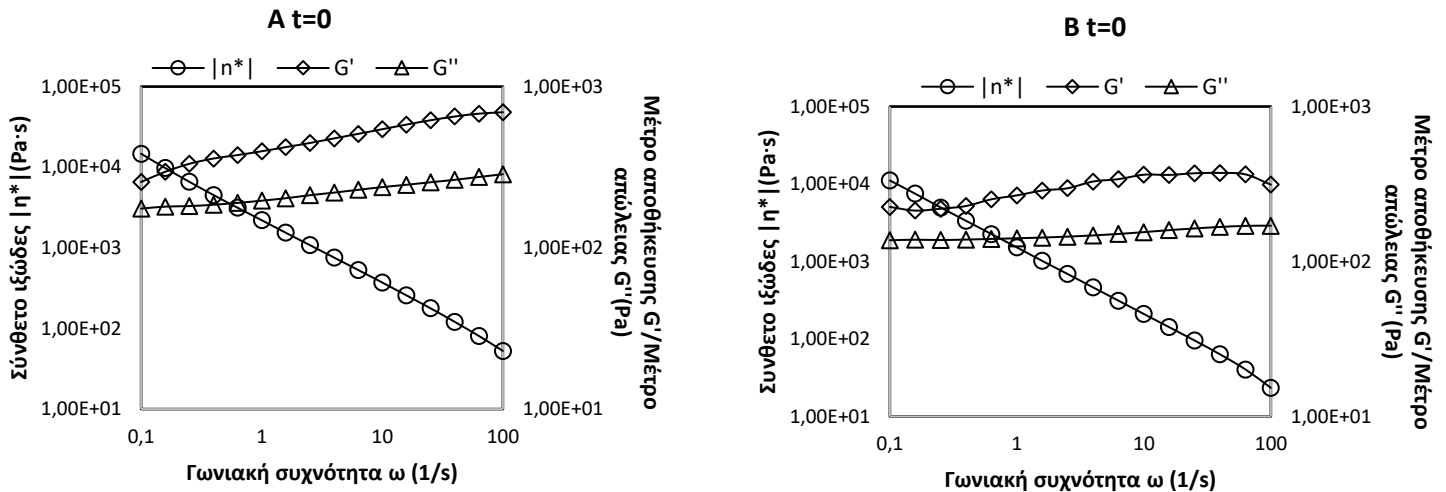 A t=0
|n*| G' G''
1,00E+05
1,00E+04
1,00E+03
1,00E+02
1,00E+01
1,00E+03
1,00E+02
1,00E+01
0,1 1 10 100
Σύνθετο ιξώδες |η*|(Pa·s)
Μέτρο αποθήκευσης G'/Μέτρο
απώλειας G''(Pa)
Γωνιακή συχνότητα ω (1/s)
B t=0
|n*| G' G''
1,00E+05
1,00E+04
1,00E+03
1,00E+02
1,00E+01
1,00E+03
1,00E+02
1,00E+01
0,1 1 10 100
Συνθετο ιξώδες |η*|(Pa·s)
Μέτρο αποθήκευσης G'/Μέτρο
απώλειας G'' (Pa)
Γωνιακή συχνότητα ω (1/s)